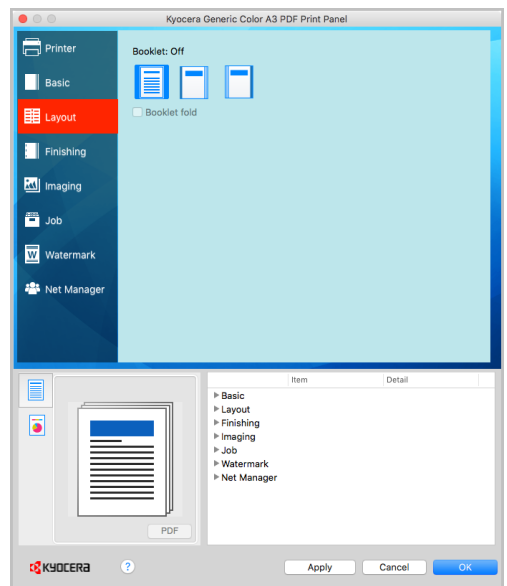 Kyocera Generic Color A3 PDF Print Panel
Printer
Basic
Layout
Finishing
Imaging
Job
Watermark
Net Manager
Booklet: Off
Booklet fold
Item Detail
Basic
Layout
Finishing
Imaging
Job
Watermark
Net Manager
PDF
KYOCERA ? Apply Cancel OK